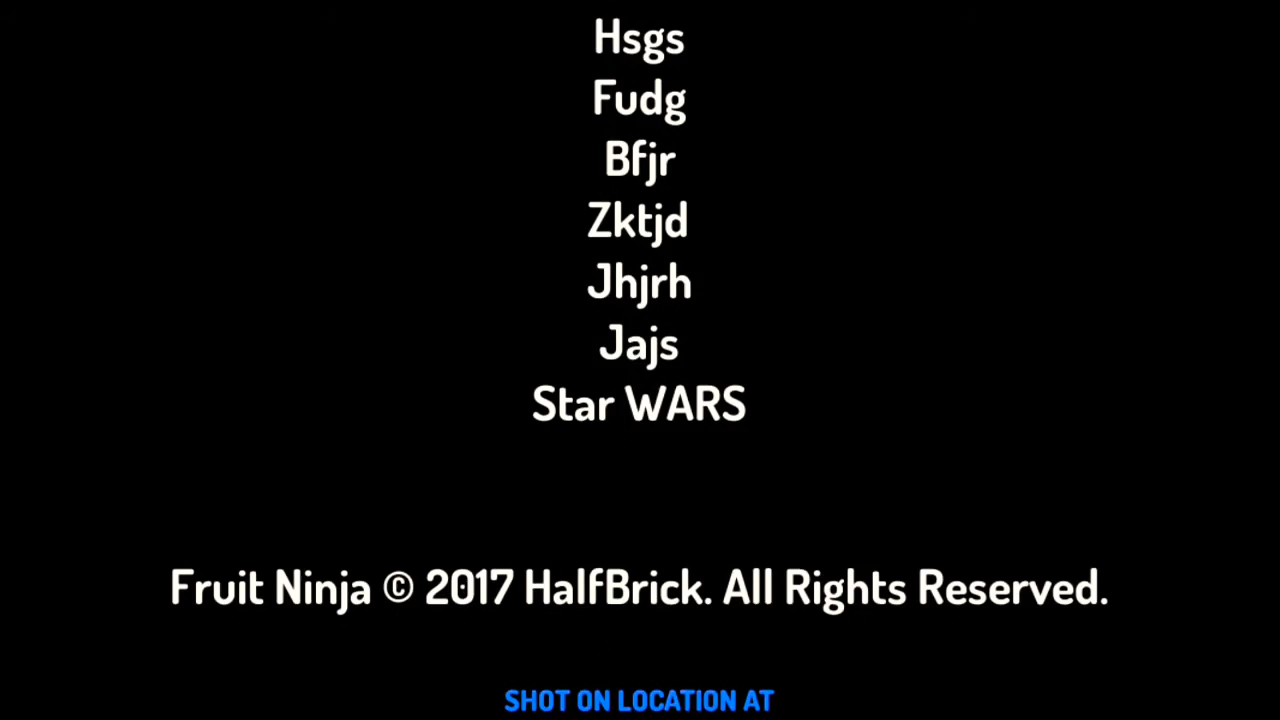 Hsgs
Fudg
Bfjr
Zktjd
Jhjrh
Jajs
Star WARS
Fruit Ninja © 2017 HalfBrick. All Rights Reserved.
SHOT ON LOCATION AT